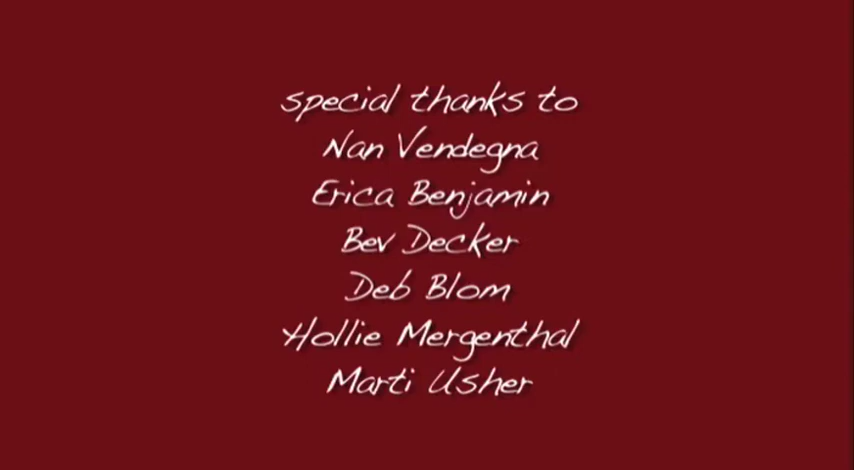 special thanks to
Nan Vendegna
Erica Benjamin
Bev Decker
Deb Blom
Hollie Mergenthal
Marti Usher